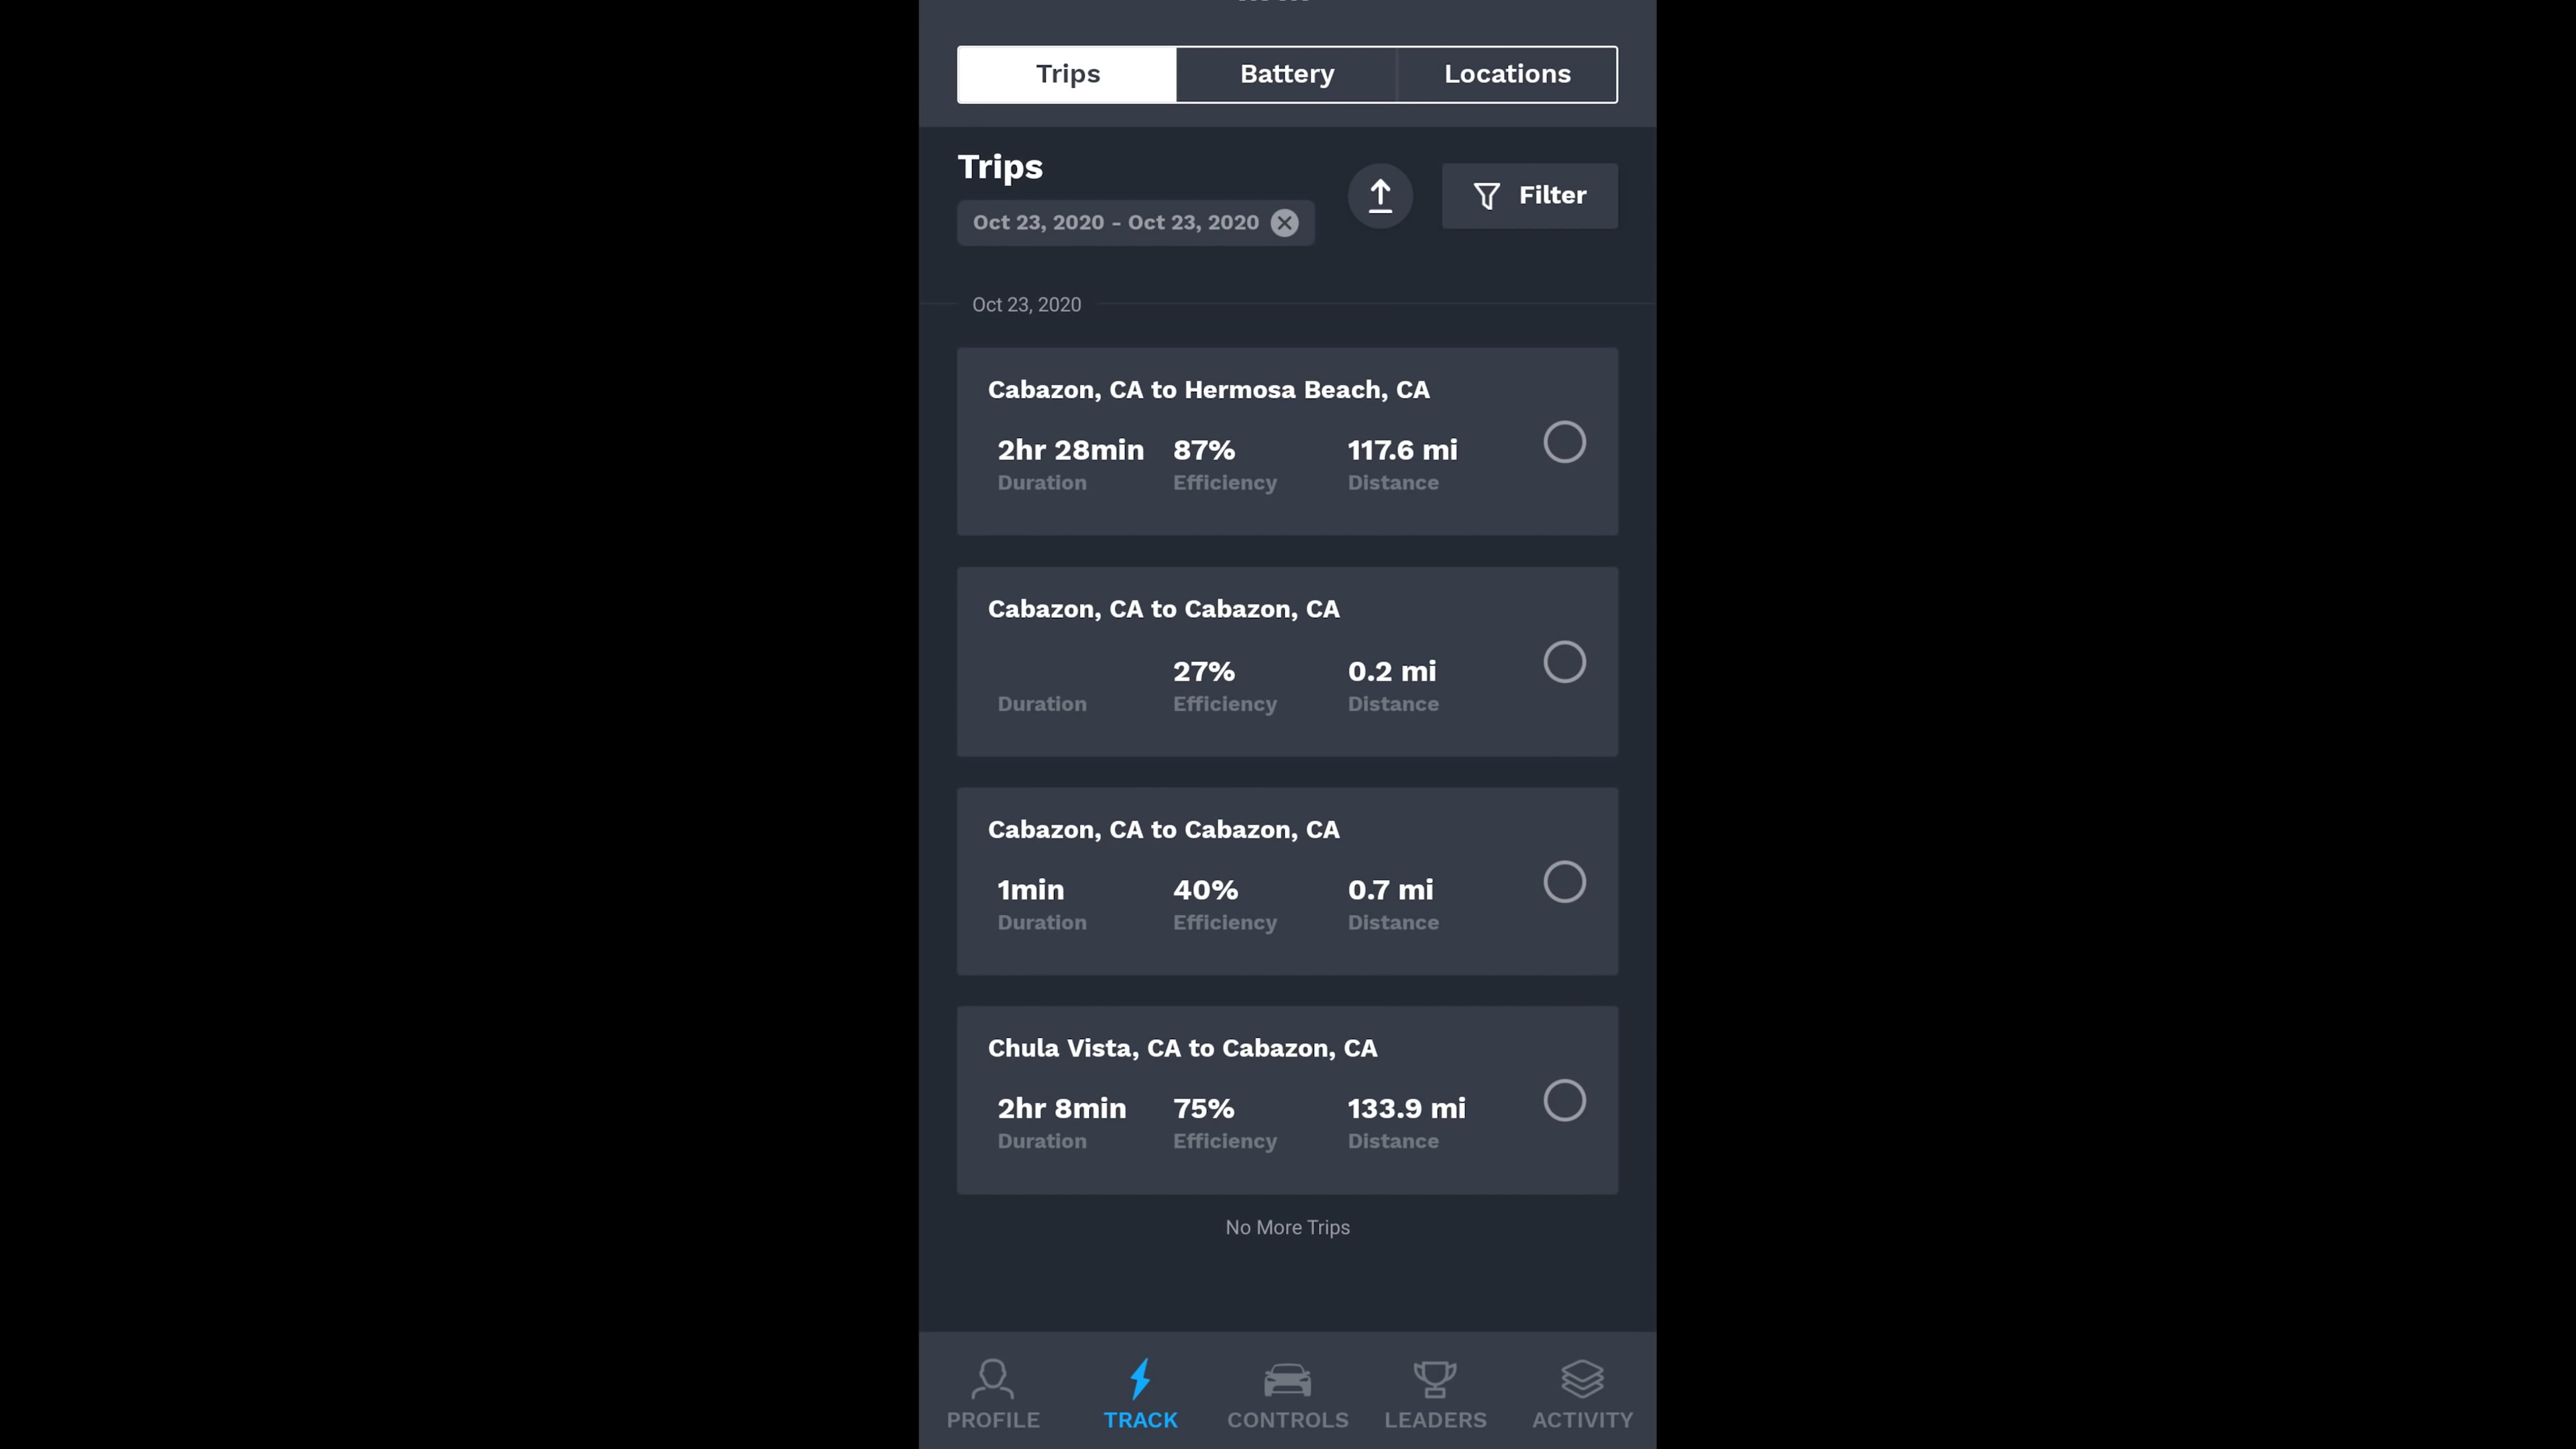 Trips Battery Locations
Trips
Filter
Oct 23, 2020 - Oct 23, 2020
Oct 23, 2020
Cabazon, CA to Hermosa Beach, CA
2hr 28min 87% 117.6 mi
Duration Efficiency Distance
Cabazon, CA to Cabazon, CA
27% 0.2 mi
Duration Efficiency Distance
Cabazon, CA to Cabazon, CA
1min 40% 0.7 mi
Duration Efficiency Distance
Chula Vista, CA to Cabazon, CA
2hr 8min 75% 133.9 mi
Duration Efficiency Distance
No More Trips
PROFILE TRACK CONTROLS LEADERS ACTIVITY